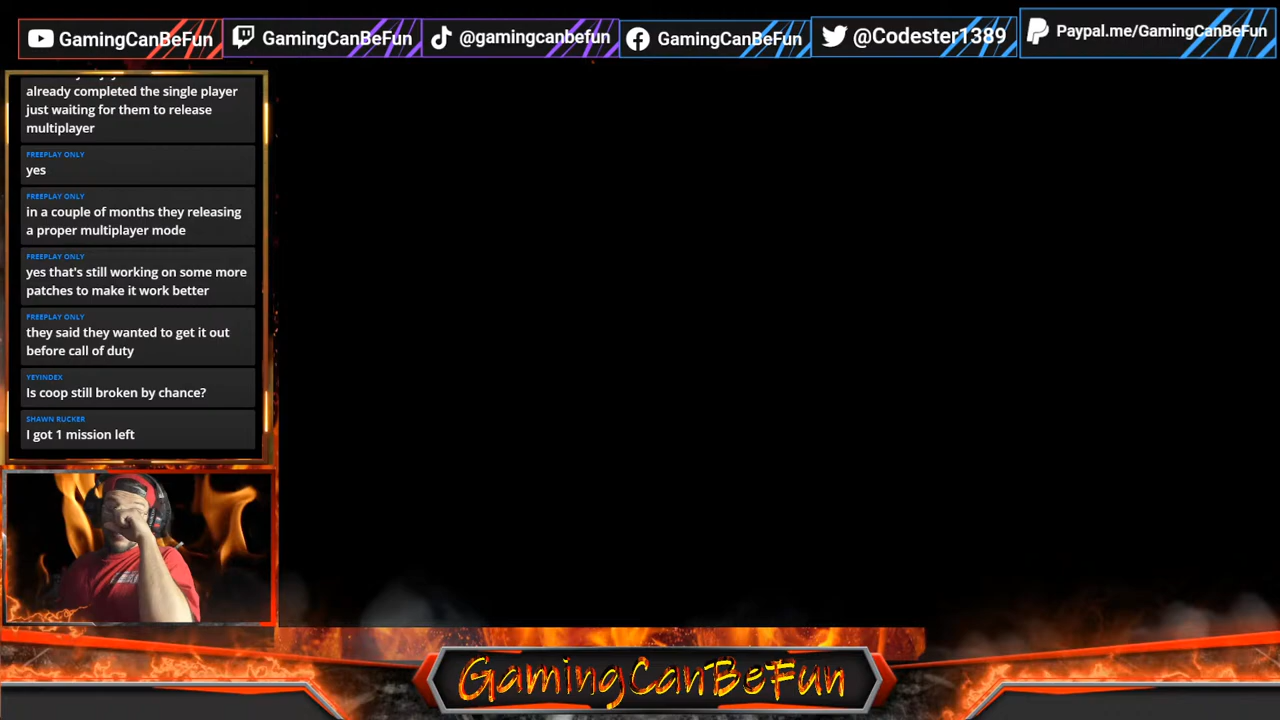 GamingCanBeFun
GamingCanBeFun
@gamingcanbefun
GamingCanBeFun
@Codester1389
Paypal.me/GamingCanBeFun
already completed the single player
just waiting for them to release
multiplayer
FREEPLAY ONLY
yes
FREEPLAY ONLY
in a couple of months they releasing
a proper multiplayer mode
FREEPLAY ONLY
yes that's still working on some more
patches to make it work better
FREEPLAY ONLY
they said they wanted to get it out
before call of duty
YEYINDEX
Is coop still broken by chance?
SHAWN RUCKER
I got 1 mission left
GamingCanBeFun